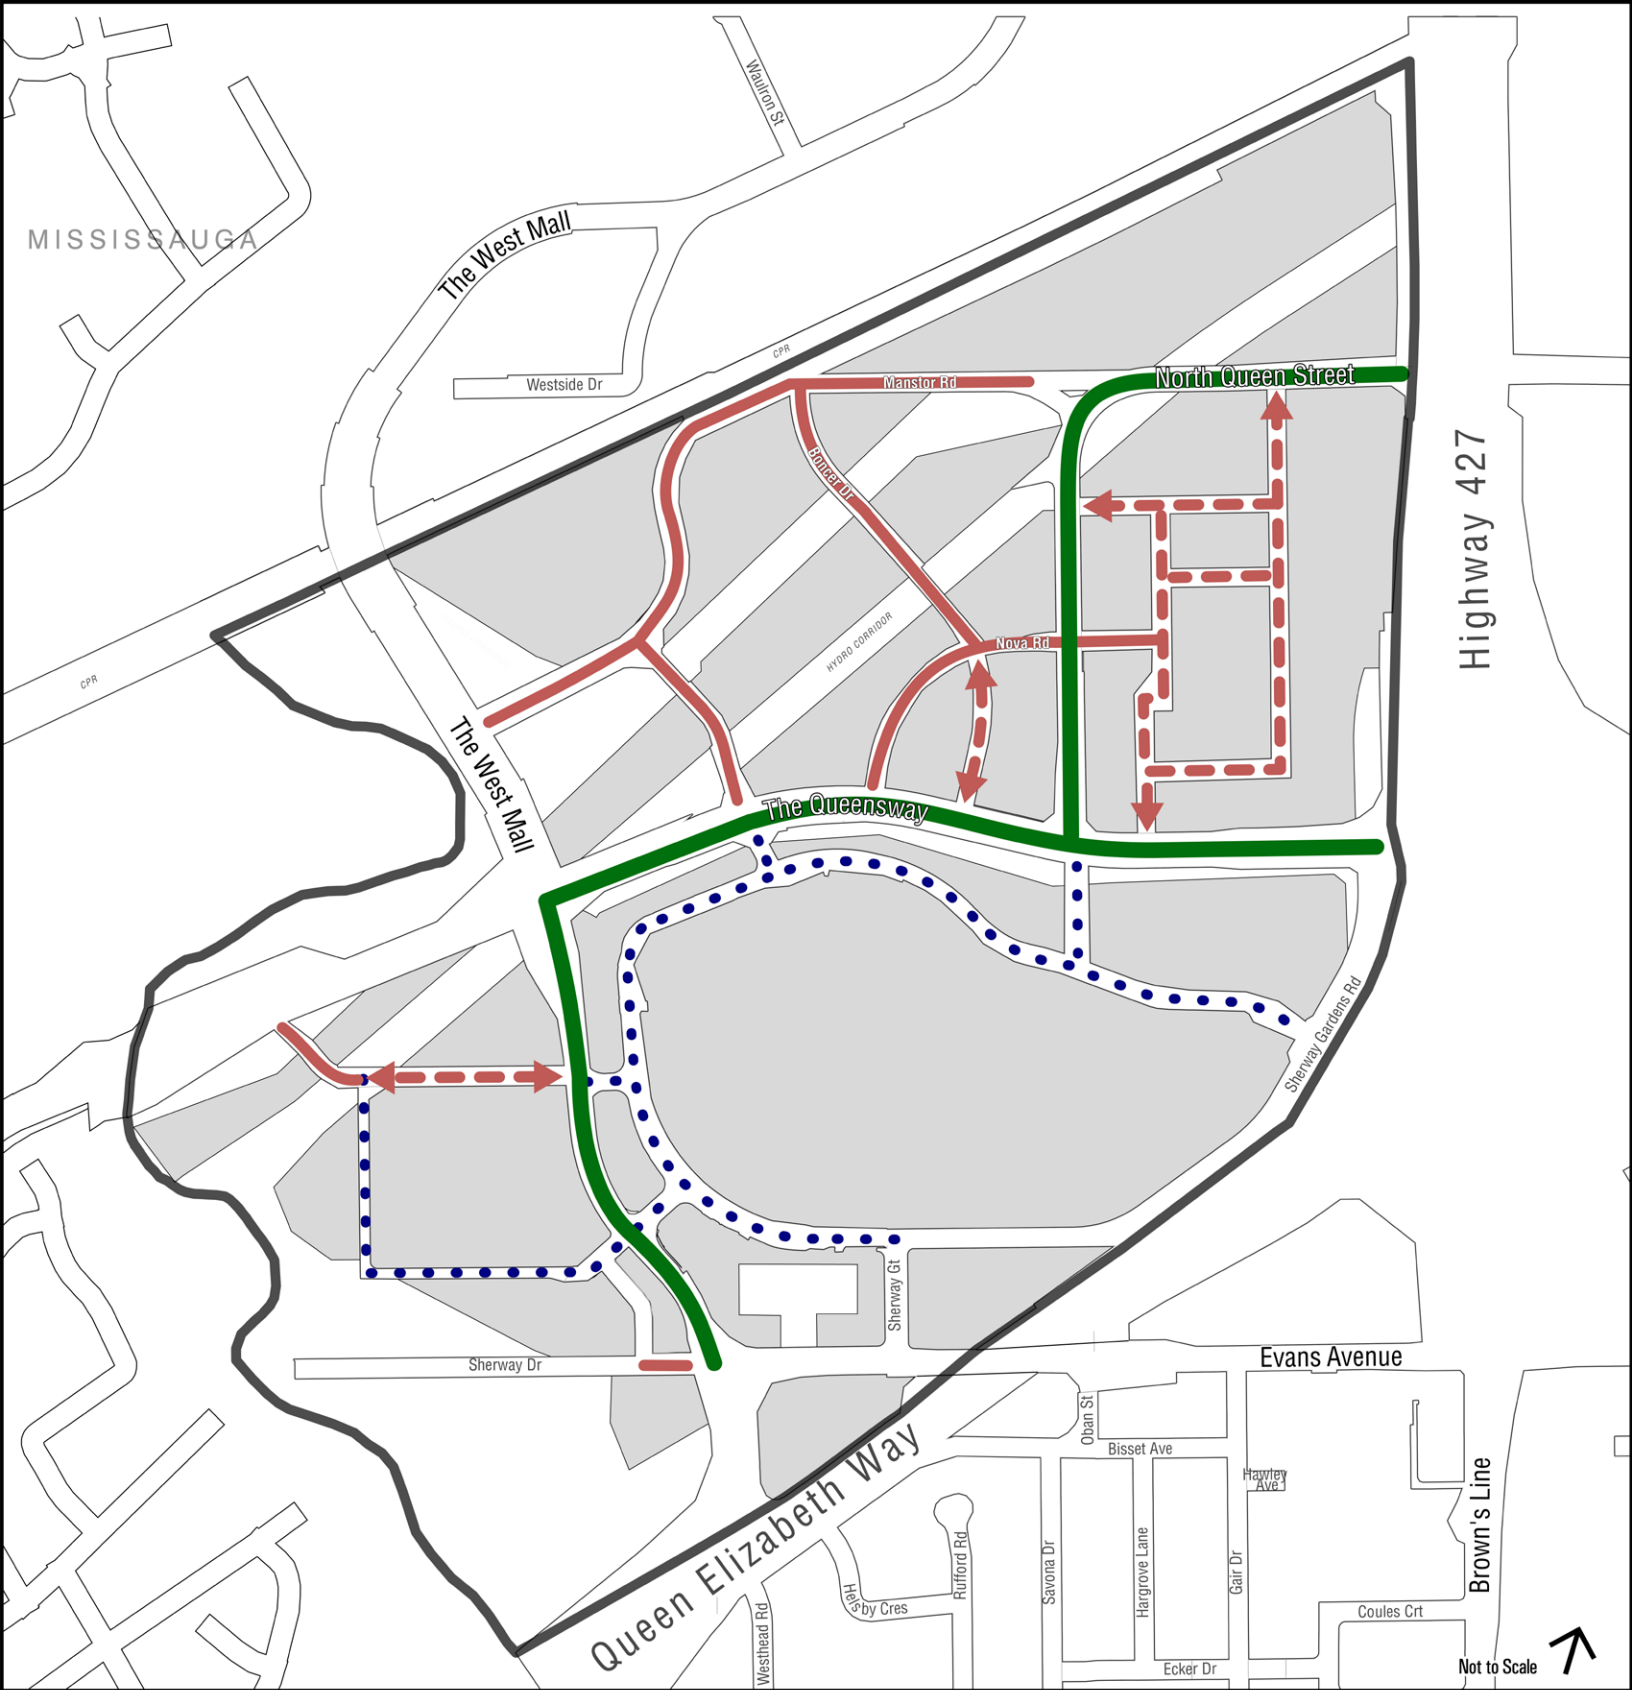 Waulron St
MISSISSAUGA
The West Mall
CPR
Westside Dr
Manstor Rd
North Queen Street
Boncer Dr
Highway 427
HYDRO CORRIDOR
Nova Rd
CPR
The West Mall
The Queensway
Sherway Gardens Rd
Sherway Gt
Sherway Dr
Evans Avenue
Oban St
Bisset Ave
Queen Elizabeth Way
Hawley
Ave
Brown's Line
Rufford Rd
Savona Dr
Hargrove Lane
Gair Dr
Helsby Cres
Coules Crt
Westhead Rd
Ecker Dr
Not to Scale